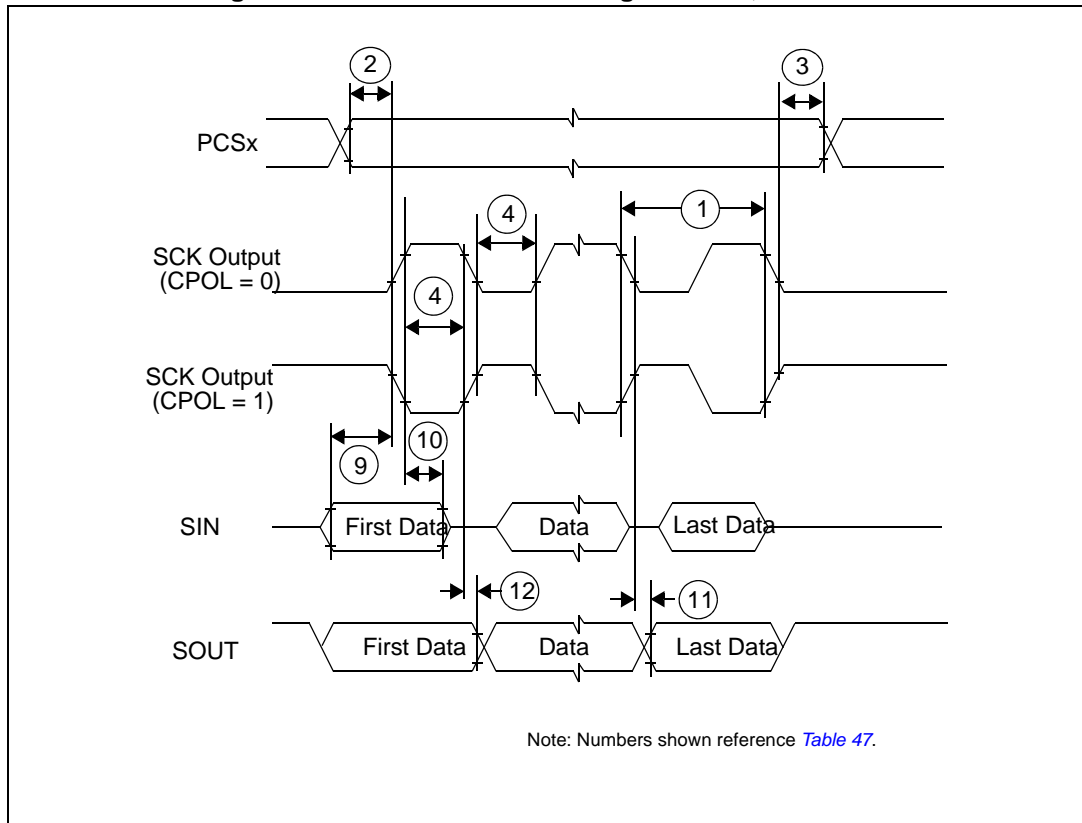 2
3
PCSx
4
1
SCK Output
(CPOL = 0)
4
SCK Output
(CPOL = 1)
10
9
SIN
First Data
Data
Last Data
12
11
SOUT
First Data
Data
Last Data
Note: Numbers shown reference Table 47.